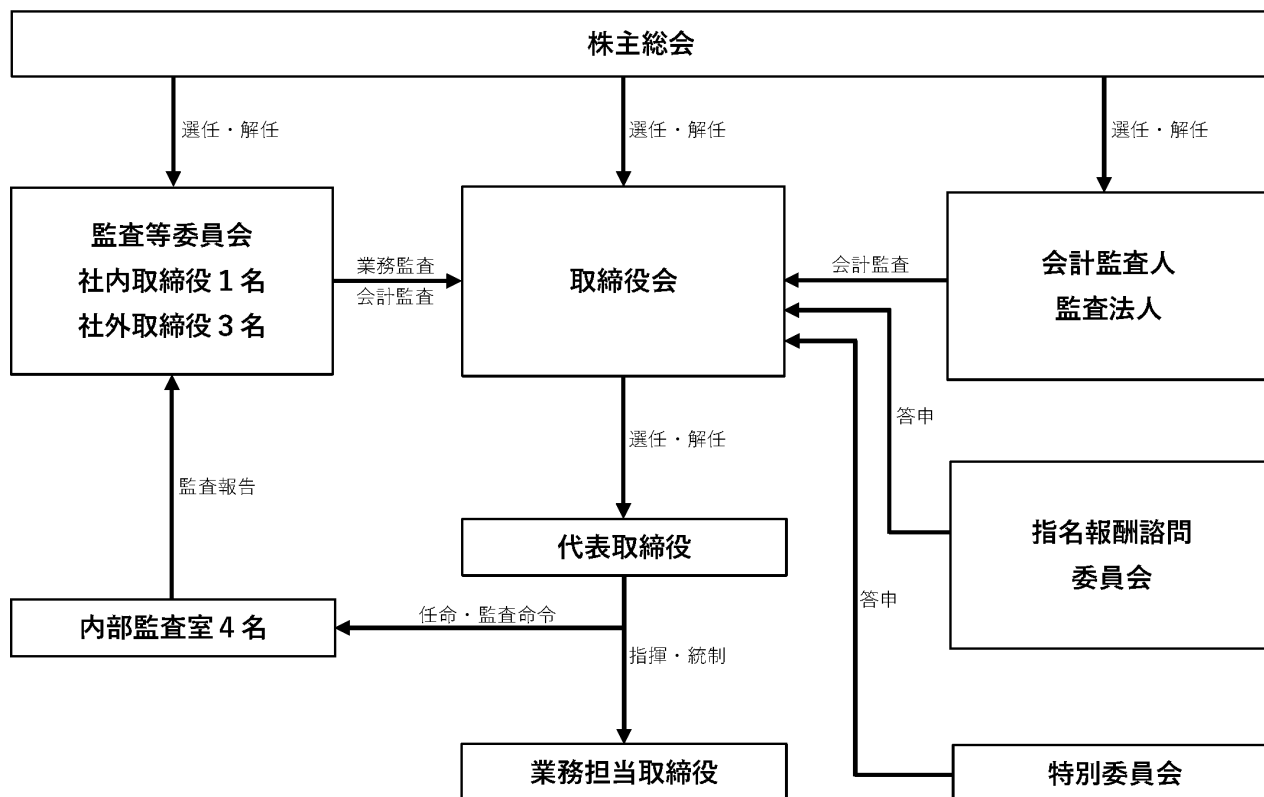 株主総会
選任・解任
選任・解任
選任・解任
監査等委員会
社内取締役１名
社外取締役３名
業務監査
会計監査
取締役会
会計監査
会計監査人
監査法人
答申
選任・解任
監査報告
指名報酬諮問
委員会
代表取締役
答申
内部監査室４名
任命・監査命令
指揮・統制
業務担当取締役
特別委員会